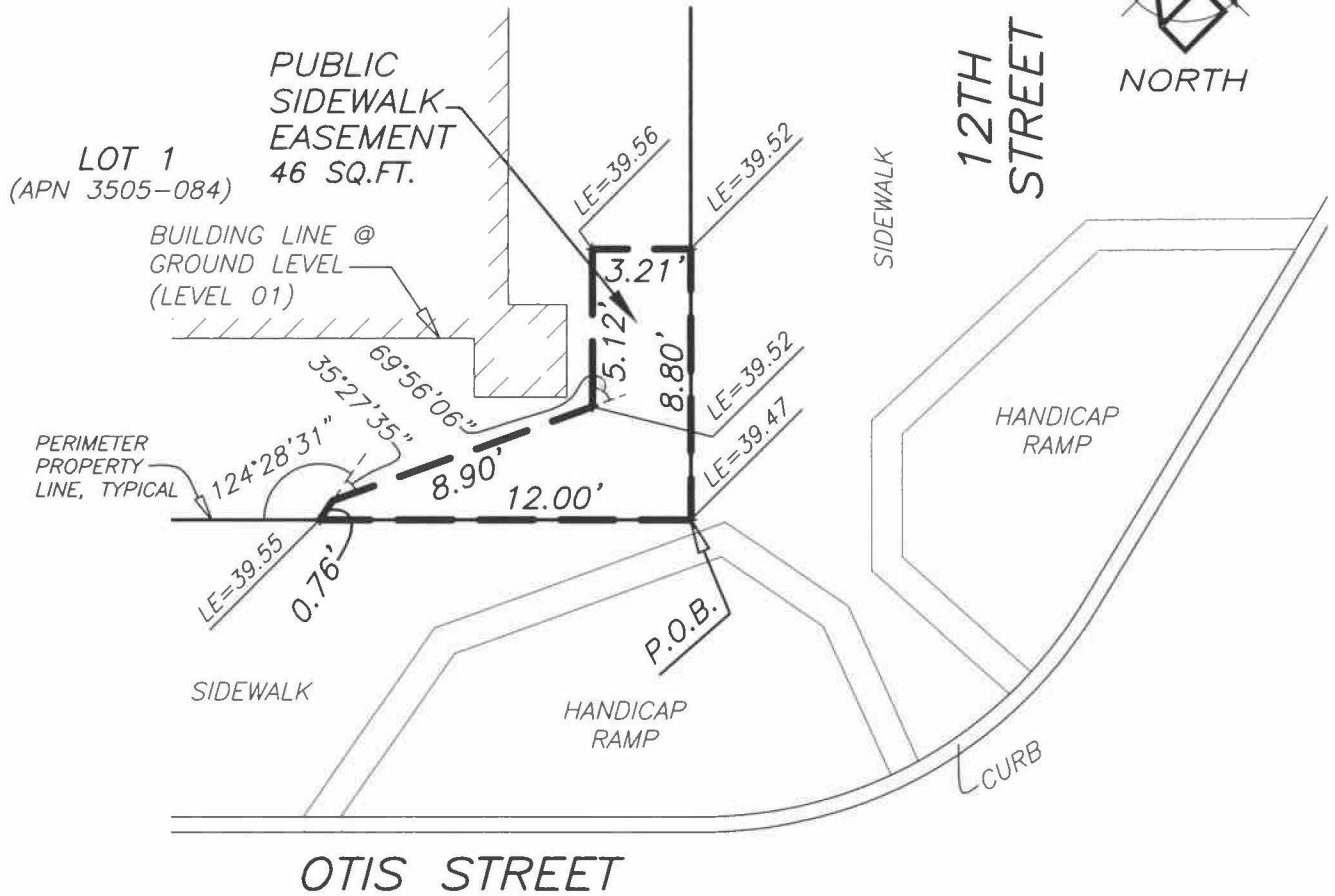 PUBLIC
SIDEWALK
EASEMENT
46 SQ.FT.
LOT 1
(APN 3505-084)
BUILDING LINE @
GROUND LEVEL
(LEVEL 01)
PERIMETER
PROPERTY
LINE, TYPICAL
12TH
STREET
NORTH
SIDEWALK
LE=39.56
LE=39.52
3.21'
5.12'
8.80'
LE=39.52
LE=39.47
69°56'06"
35°27'35"
124°28'31"
8.90'
12.00'
LE=39.55
0.76'
P.O.B.
HANDICAP
RAMP
SIDEWALK
HANDICAP
RAMP
CURB
OTIS STREET